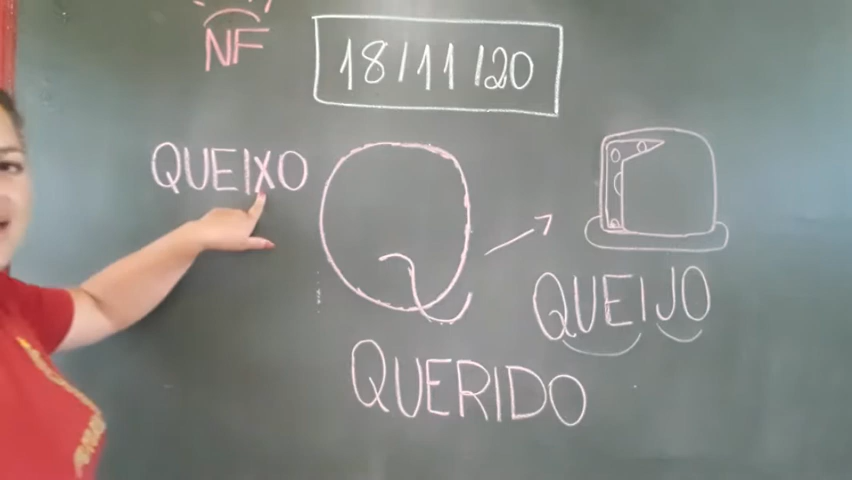 NF
18/11/20
QUEIXO
Q
QUEIJO
QUERIDO